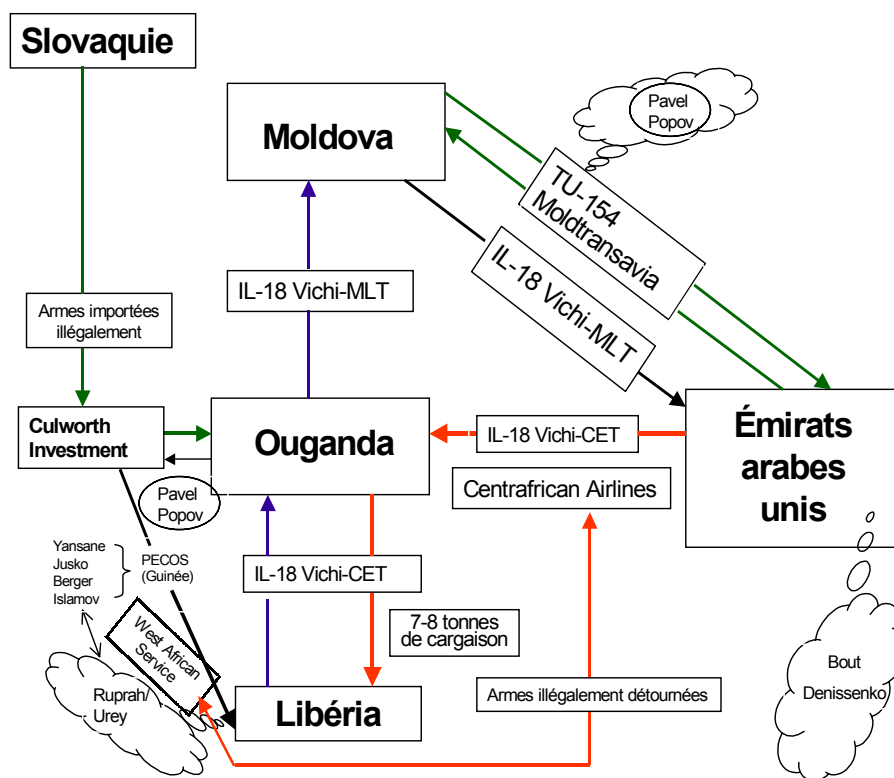 Slovaquie
Pavel
Popov
Moldova
TU-154
Moldtransavia
IL-18 Vichi-MLT
IL-18 Vichi-MLT
Armes importées
illégalement
Culworth
Investment
Ouganda
IL-18 Vichi-CET
Émirats
arabes
unis
Centrafrican Airlines
Pavel
Popov
Yansane
Jusko
Berger
Islamov
PECOS
(Guinée)
IL-18 Vichi-CET
7-8 tonnes
de cargaison
West African
Service
Ruprah/
Urey
Libéria
Armes illégalement détournées
Bout
Denissenko